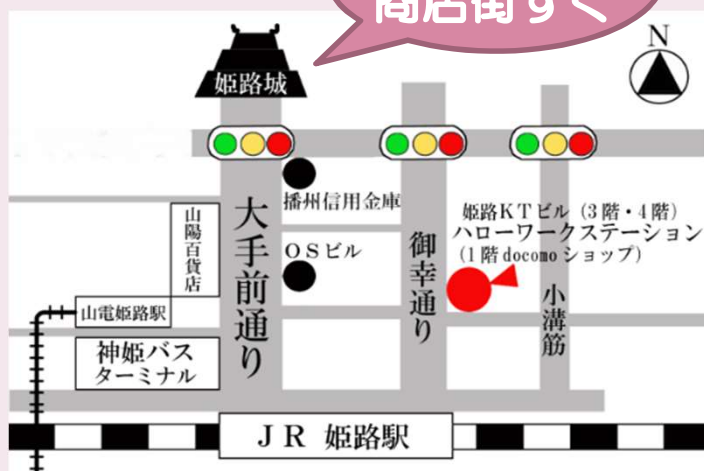 商店街すぐ
N
姫路城
播州信用金庫
姫路KTビル（3階・4階）
ハローワークステーション
（1階docomoショップ）
山陽百貨店
大手前通り
OSビル
御幸通り
小溝筋
山電姫路駅
神姫バス
ターミナル
JR 姫路駅